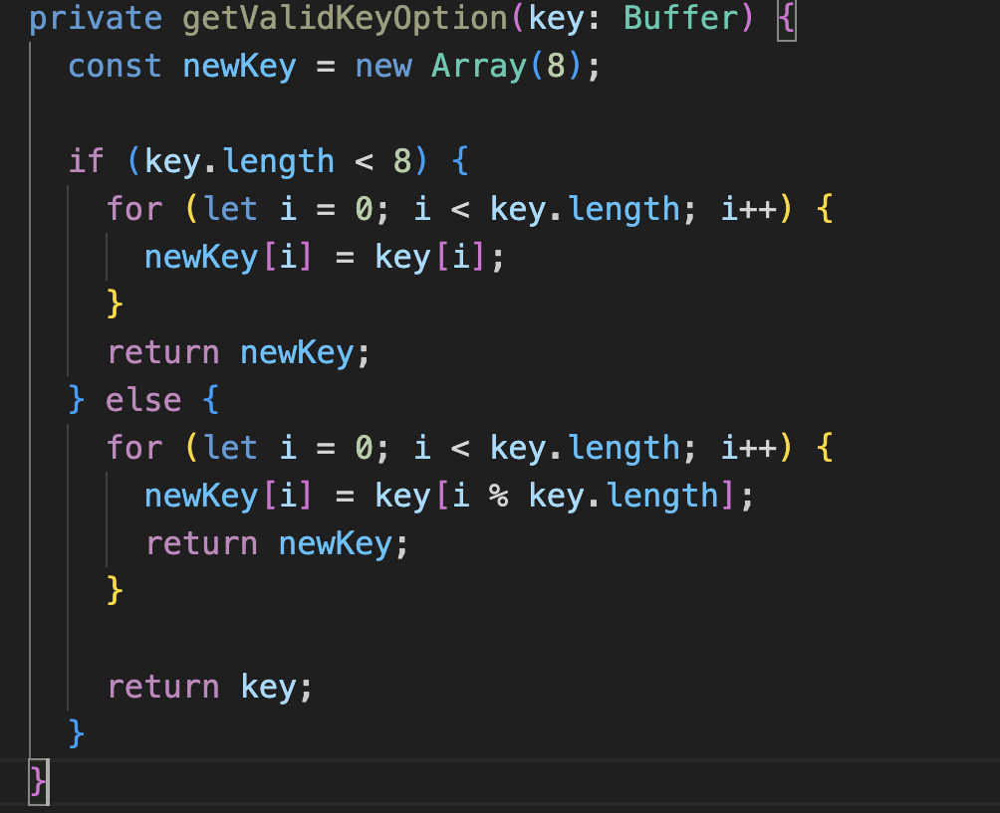 private getValidKeyOption(key: Buffer) {
const newKey = new Array(8);
if (key.length < 8) {
for (let i = 0; i < key.length; i++) {
newKey[i] = key[i];
}
return newKey;
} else {
for (let i = 0; i < key.length; i++) {
newKey[i] = key[i % key.length];
return newKey;
}
return key;
}
}